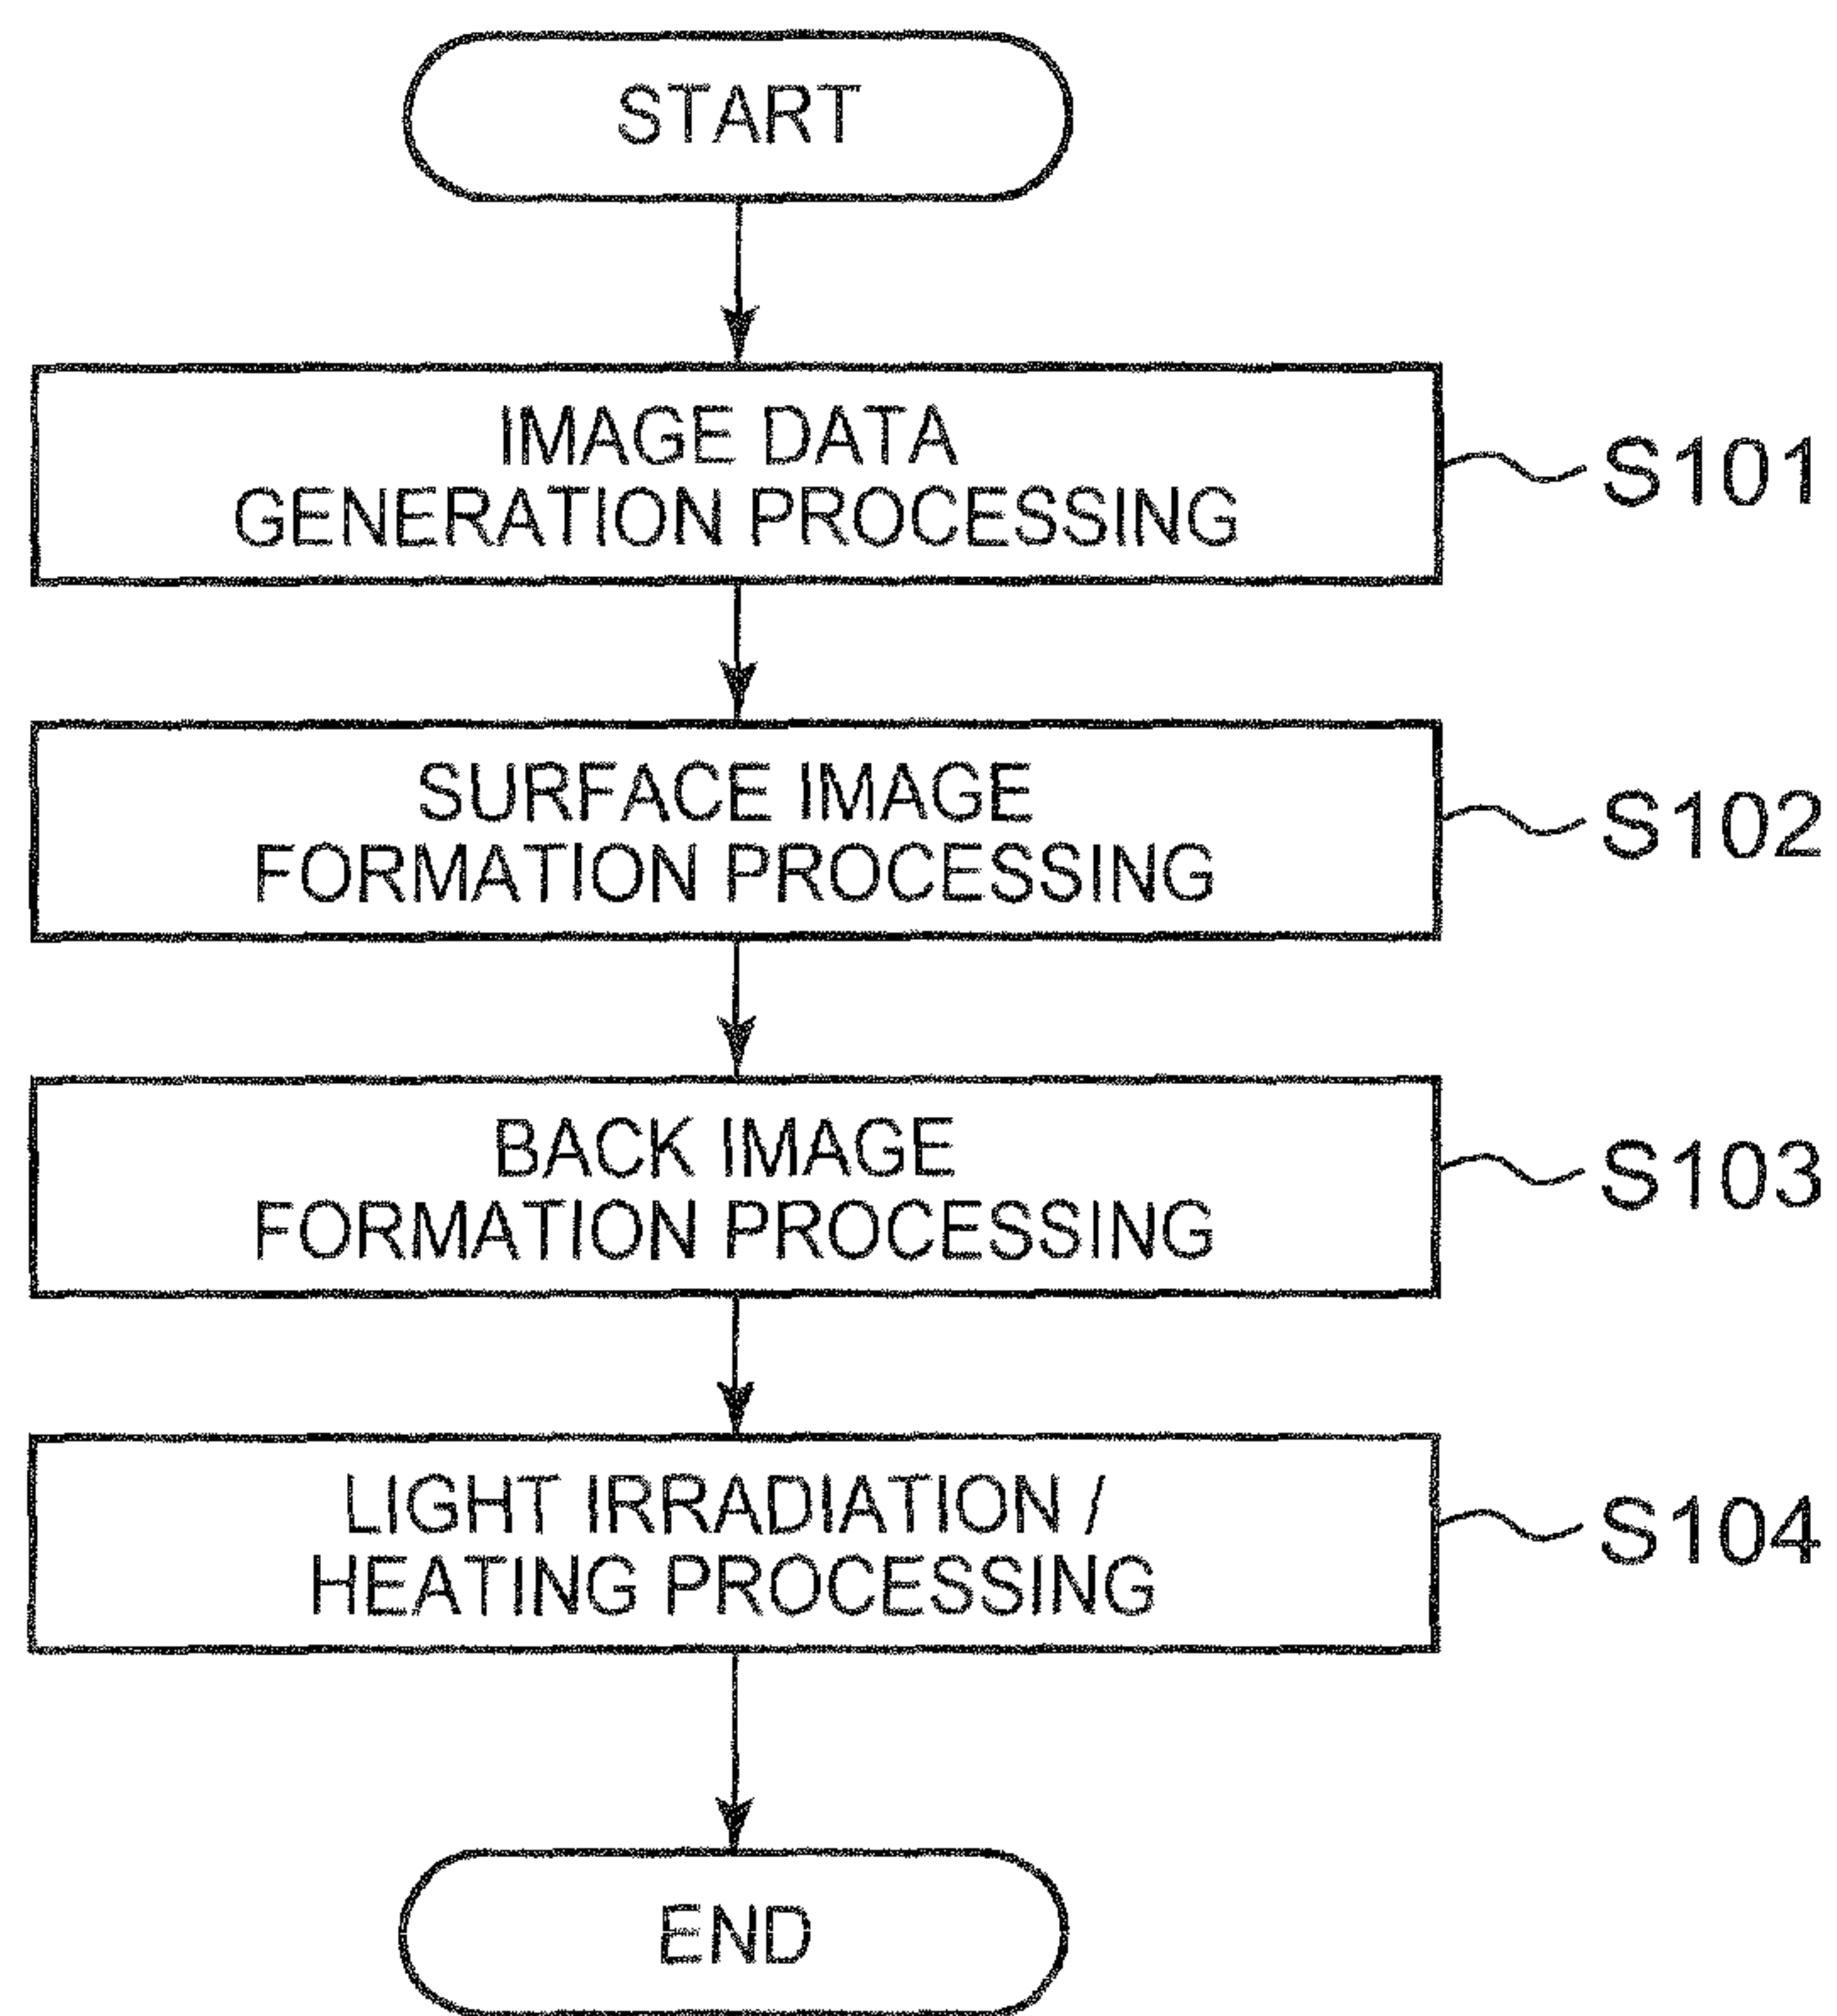 START
IMAGE DATA
GENERATION PROCESSING
S101
SURFACE IMAGE
FORMATION PROCESSING
S102
BACK IMAGE
FORMATION PROCESSING
S103
LIGHT IRRADIATION /
HEATING PROCESSING
S104
END